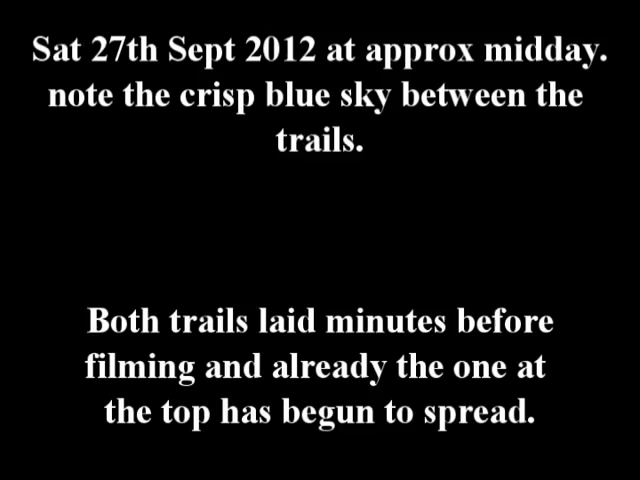 Sat 27th Sept 2012 at approx midday.
note the crisp blue sky between the
trails.
Both trails laid minutes before
filming and already the one at
the top has begun to spread.